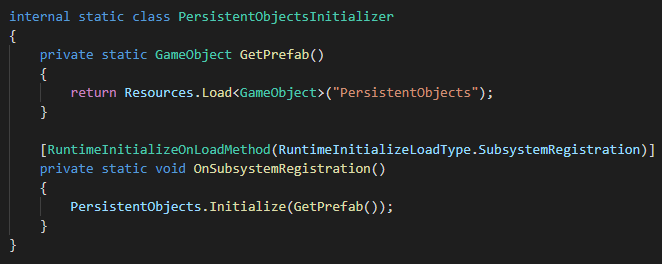 internal static class PersistentObjectsInitializer
{
    private static GameObject GetPrefab()
    {
        return Resources.Load<GameObject>("PersistentObjects");
    }

    [RuntimeInitializeOnLoadMethod(RuntimeInitializeLoadType.SubsystemRegistration)]
    private static void OnSubsystemRegistration()
    {
        PersistentObjects.Initialize(GetPrefab());
    }
}